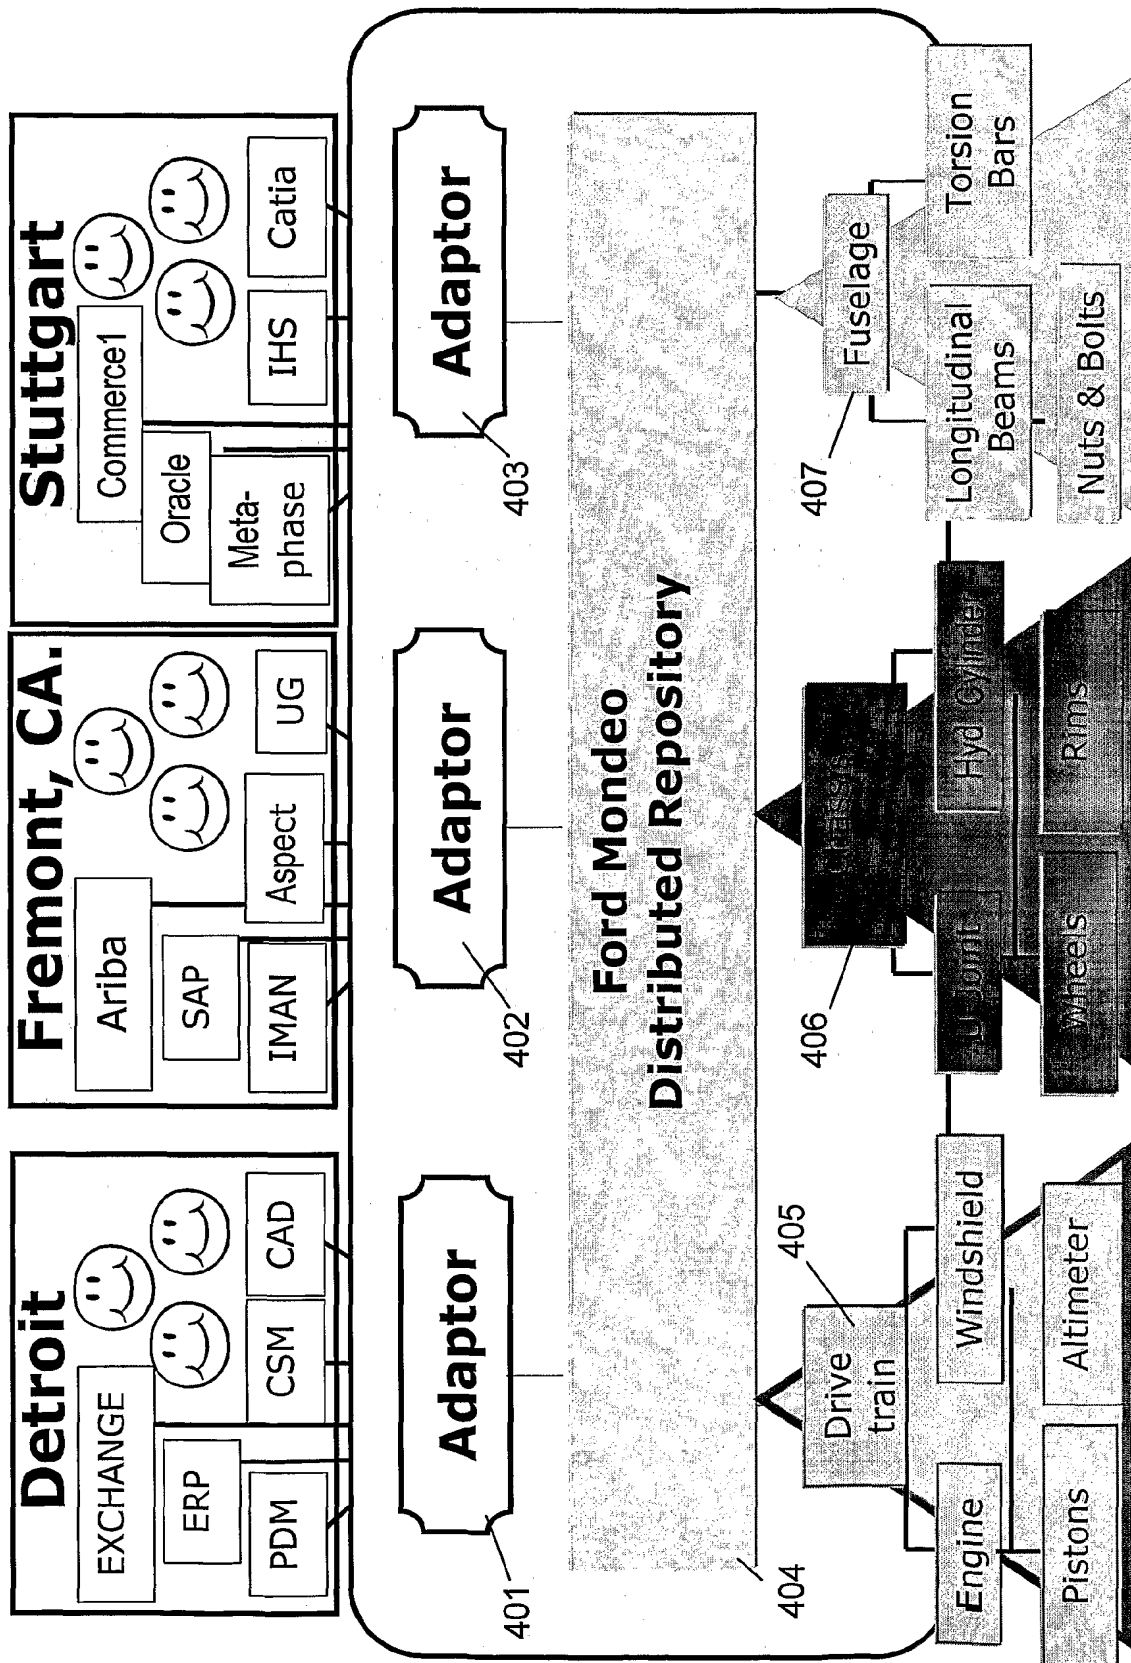 Detroit
EXCHANGE
ERP
PDM
CSM
CAD
Fremont, CA.
Ariba
SAP
IMAN
Aspect
UG
Stuttgart
Commerce1
Oracle
Meta-
phase
IHS
Catia
Adaptor
401
Adaptor
402
Adaptor
403
Ford Mondeo
Distributed Repository
404
Drive
train
405
Engine
Windshield
Pistons
Altimeter
406
U-Joint
Hyd Cylinder
Wheels
Rims
Fuselage
407
Longitudinal
Beams
Torsion
Bars
Nuts & Bolts